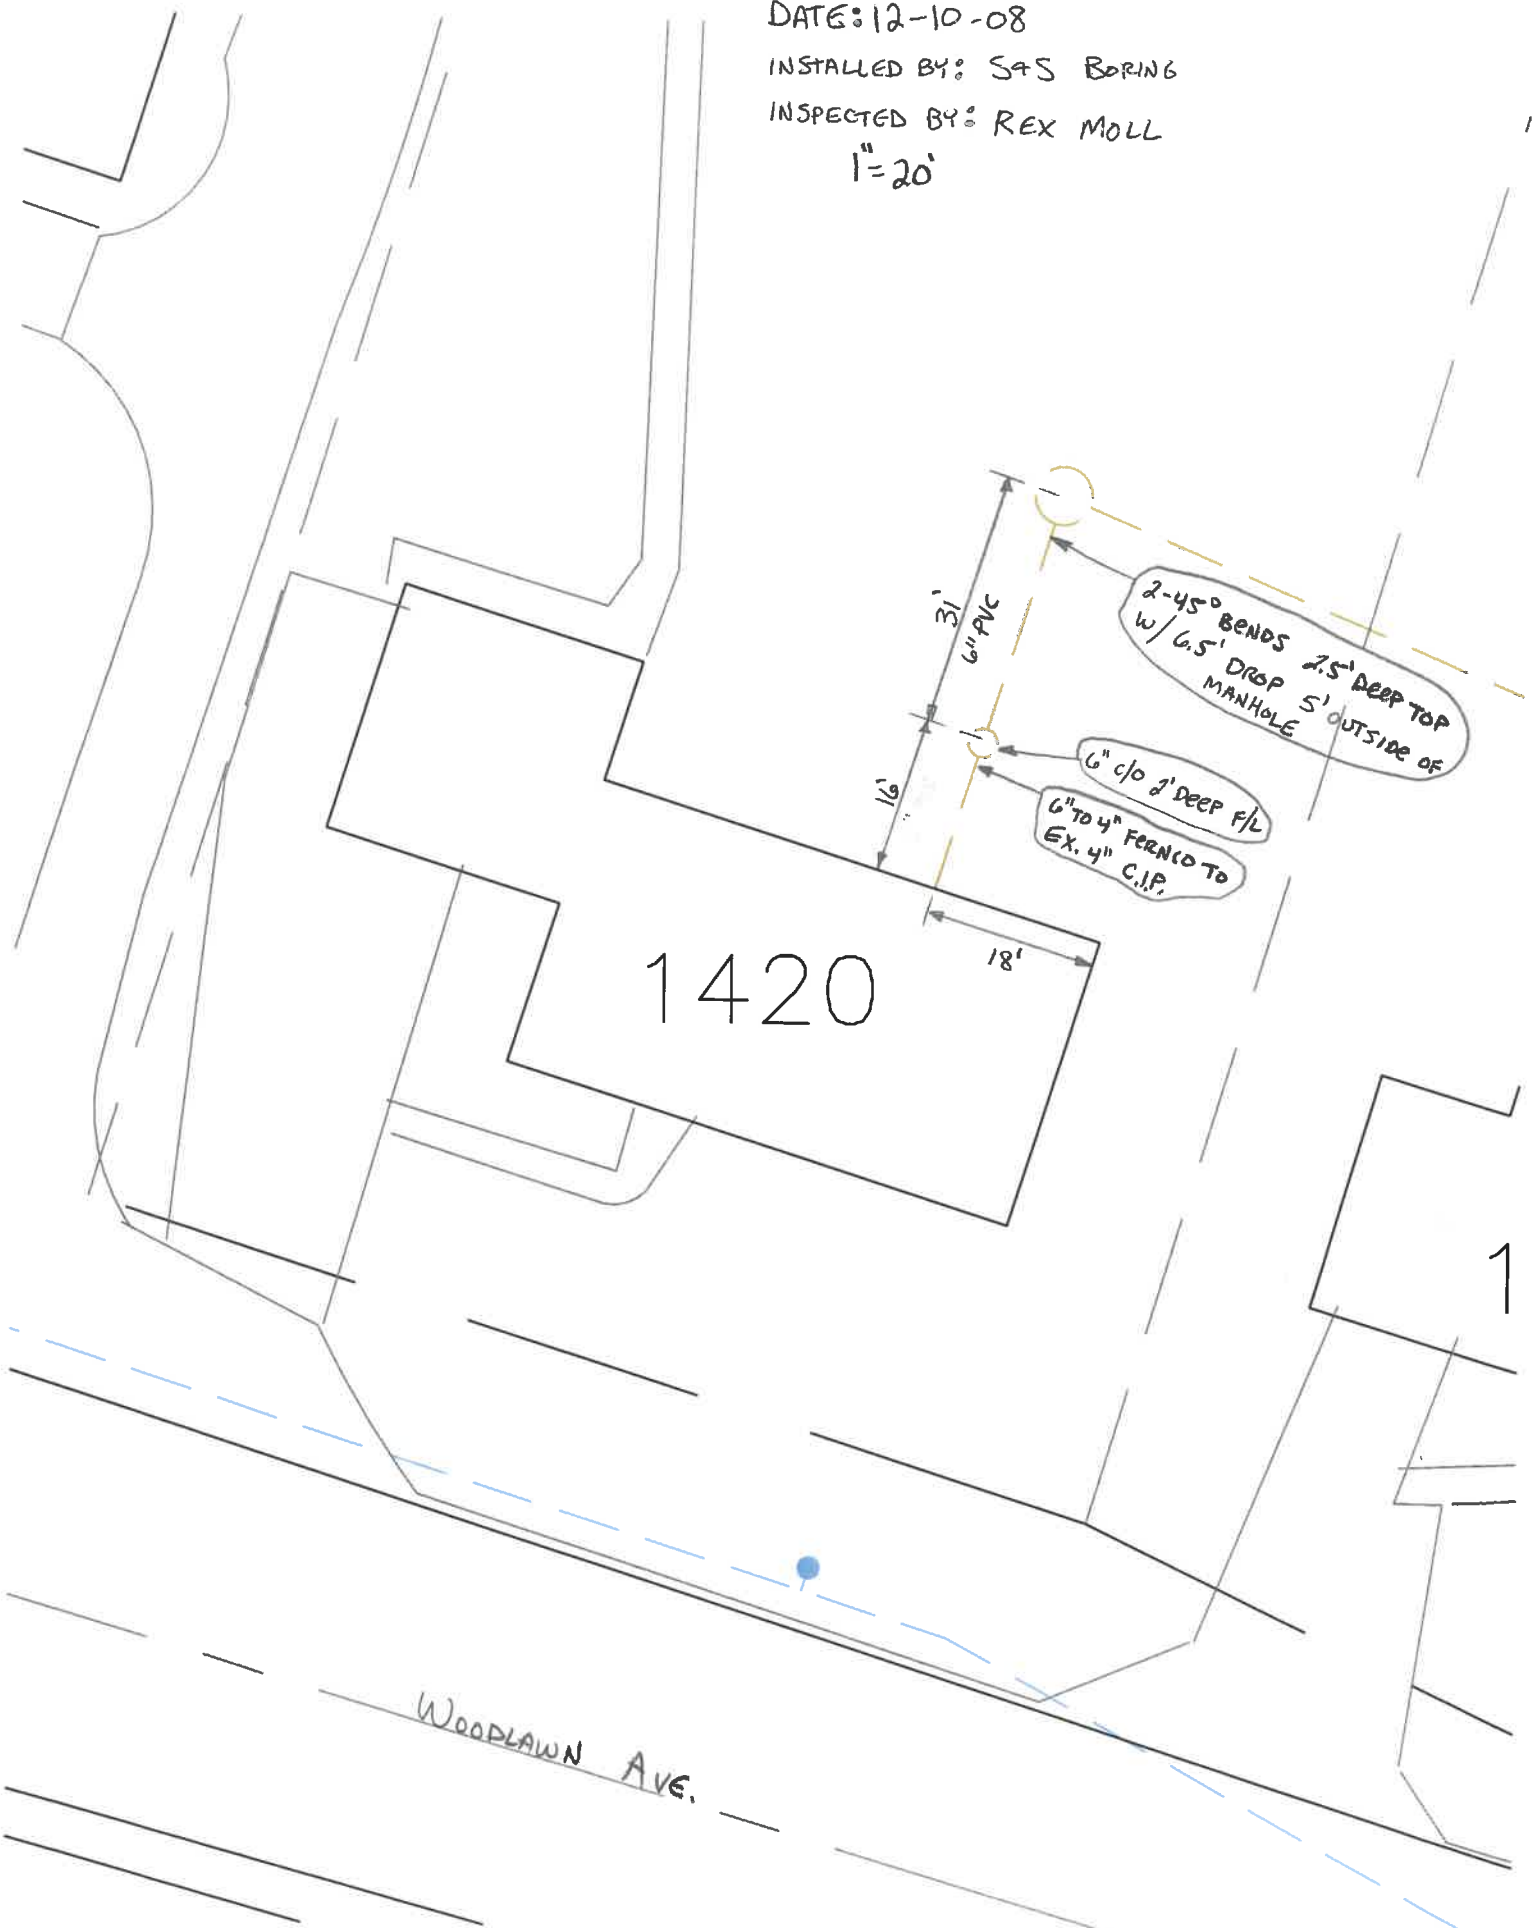 DATE: 12-10-08
INSTALLED BY: S&S BORING
INSPECTED BY: REX MOLL
1"=20'
31'
6" PVC
2-45° BENDS 2.5' DEEP TOP
W/ 6.5' DROP 5' OUTSIDE OF
MANHOLE
16'
6" C/O 2' DEEP F/L
6" TO 4" FERNCO TO
EX. 4" C.I.P.
18'
1420
1
WOODLAWN AVE.